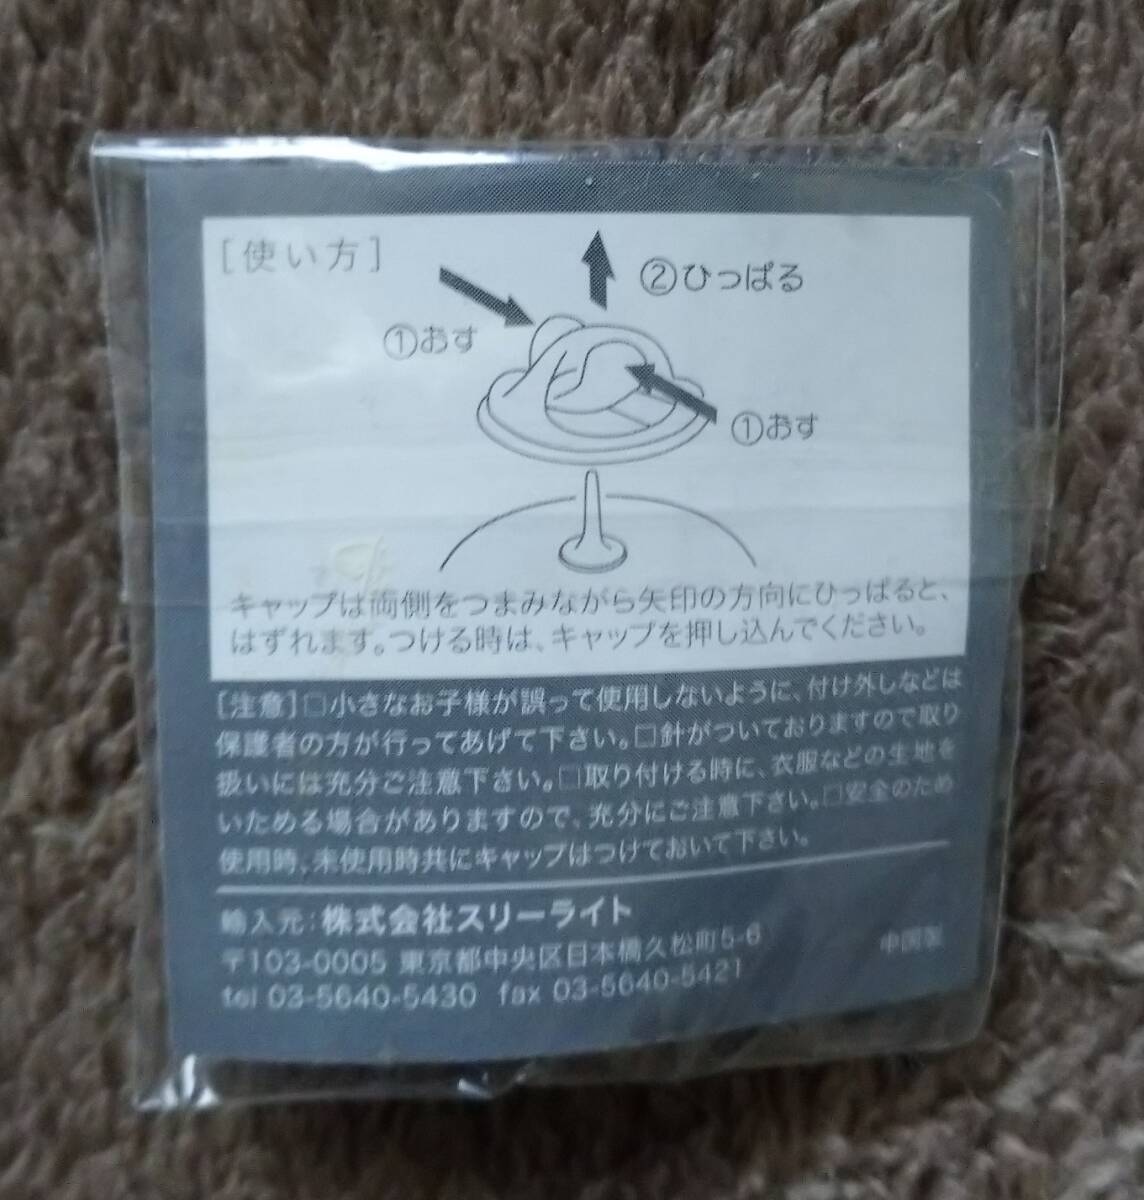 [使い方]
②ひっぱる
①おす
①おす
キャップは両側をつまみながら矢印の方向にひっぱると、
はずれます。つける時は、キャップを押し込んでください。
[注意]□小さなお子様が誤って使用しないように、付け外しなどは
保護者の方が行ってあげて下さい。□針がついておりますので取り
扱いには充分ご注意下さい。□取り付ける時に、衣服などの生地を
いためる場合がありますので、充分にご注意下さい。□安全のため
使用時、未使用時共にキャップはつけておいて下さい。
輸入元:株式会社スリーライト
〒103-0005 東京都中央区日本橋久松町5-6
中国製
tel 03-5640-5430 fax 03-5640-5421